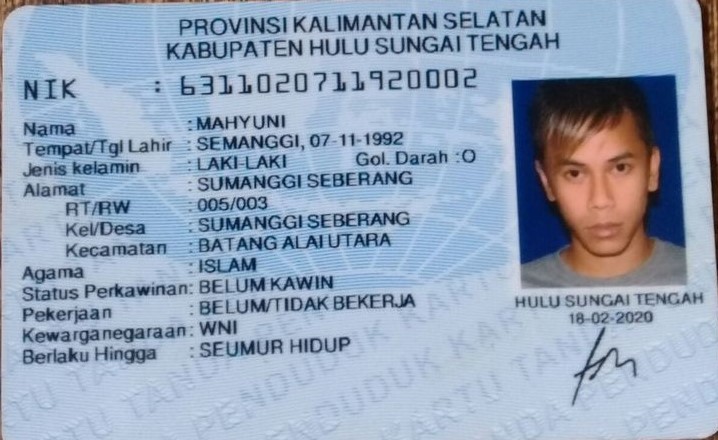 PROVINSI KALIMANTAN SELATAN
KABUPATEN HULU SUNGAI TENGAH
NIK : 6311020711920002
Nama : MAHYUNI
Tempat/Tgl Lahir : SEMANGGI, 07-11-1992
Jenis kelamin : LAKI-LAKI Gol. Darah :O
Alamat : SUMANGGI SEBERANG
RT/RW : 005/003
Kel/Desa : SUMANGGI SEBERANG
Kecamatan : BATANG ALAI UTARA
Agama : ISLAM
Status Perkawinan: BELUM KAWIN
Pekerjaan : BELUM/TIDAK BEKERJA
Kewarganegaraan: WNI
Berlaku Hingga : SEUMUR HIDUP
HULU SUNGAI TENGAH
18-02-2020